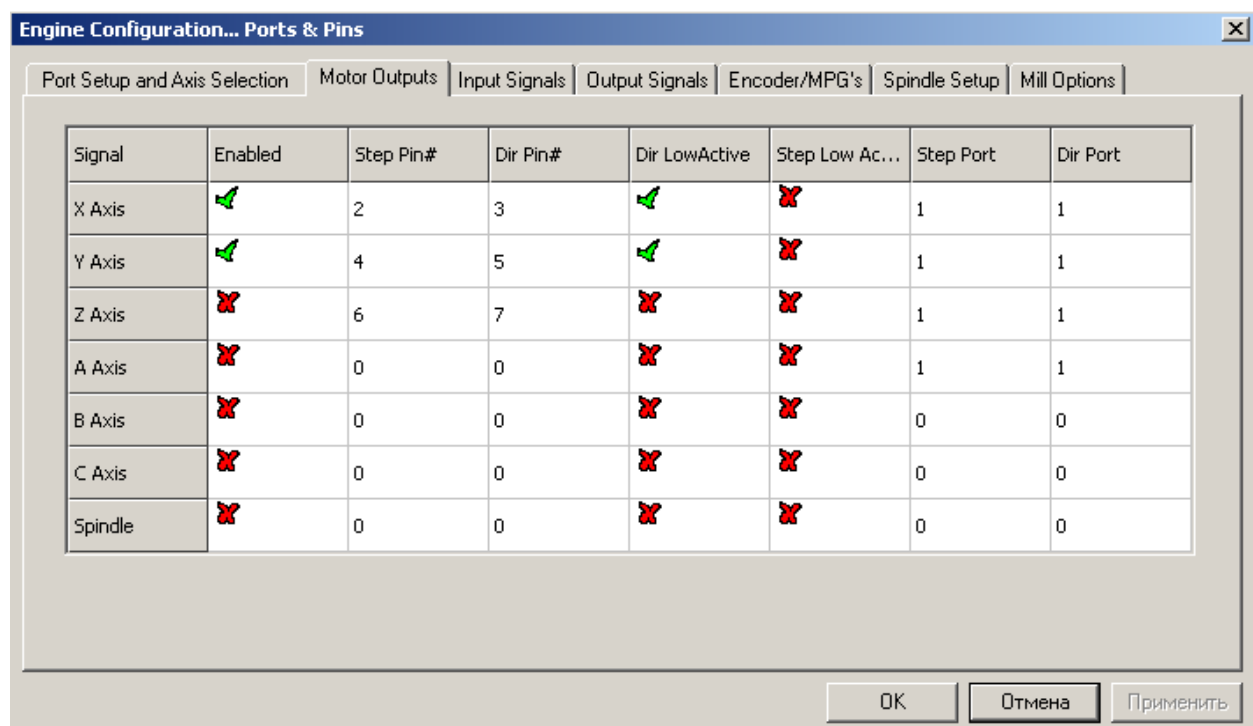 Engine Configuration... Ports & Pins
Port Setup and Axis Selection Motor Outputs Input Signals Output Signals Encoder/MPG's Spindle Setup Mill Options
Signal Enabled Step Pin# Dir Pin# Dir LowActive Step Low Ac... Step Port Dir Port
X Axis 2 3 1 1
Y Axis 4 5 1 1
Z Axis 6 7 1 1
A Axis 0 0 1 1
B Axis 0 0 0 0
C Axis 0 0 0 0
Spindle 0 0 0 0
OK Отмена Применить